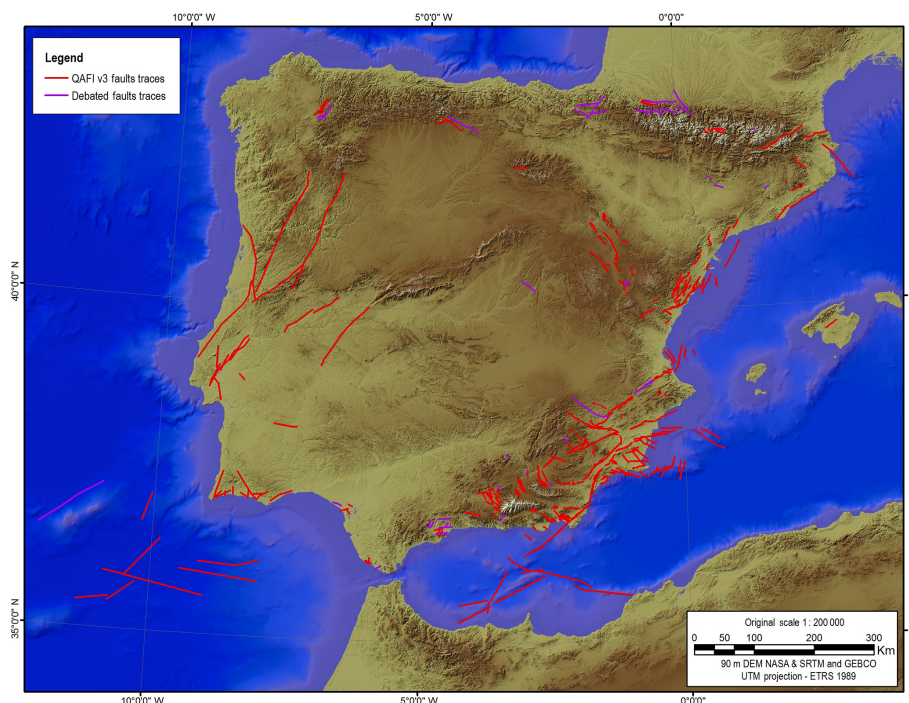 10°0'0" W
5°0'0" W
0°0'0"
Legend
QAFI v3 faults traces
Debated faults traces
40°0'0" N
35°0'0" N
Original scale 1 : 200 000
0 50 100 200 300
Km
90 m DEM NASA & SRTM and GEBCO
UTM projection - ETRS 1989
10°0'0" W
5°0'0" W
0°0'0"